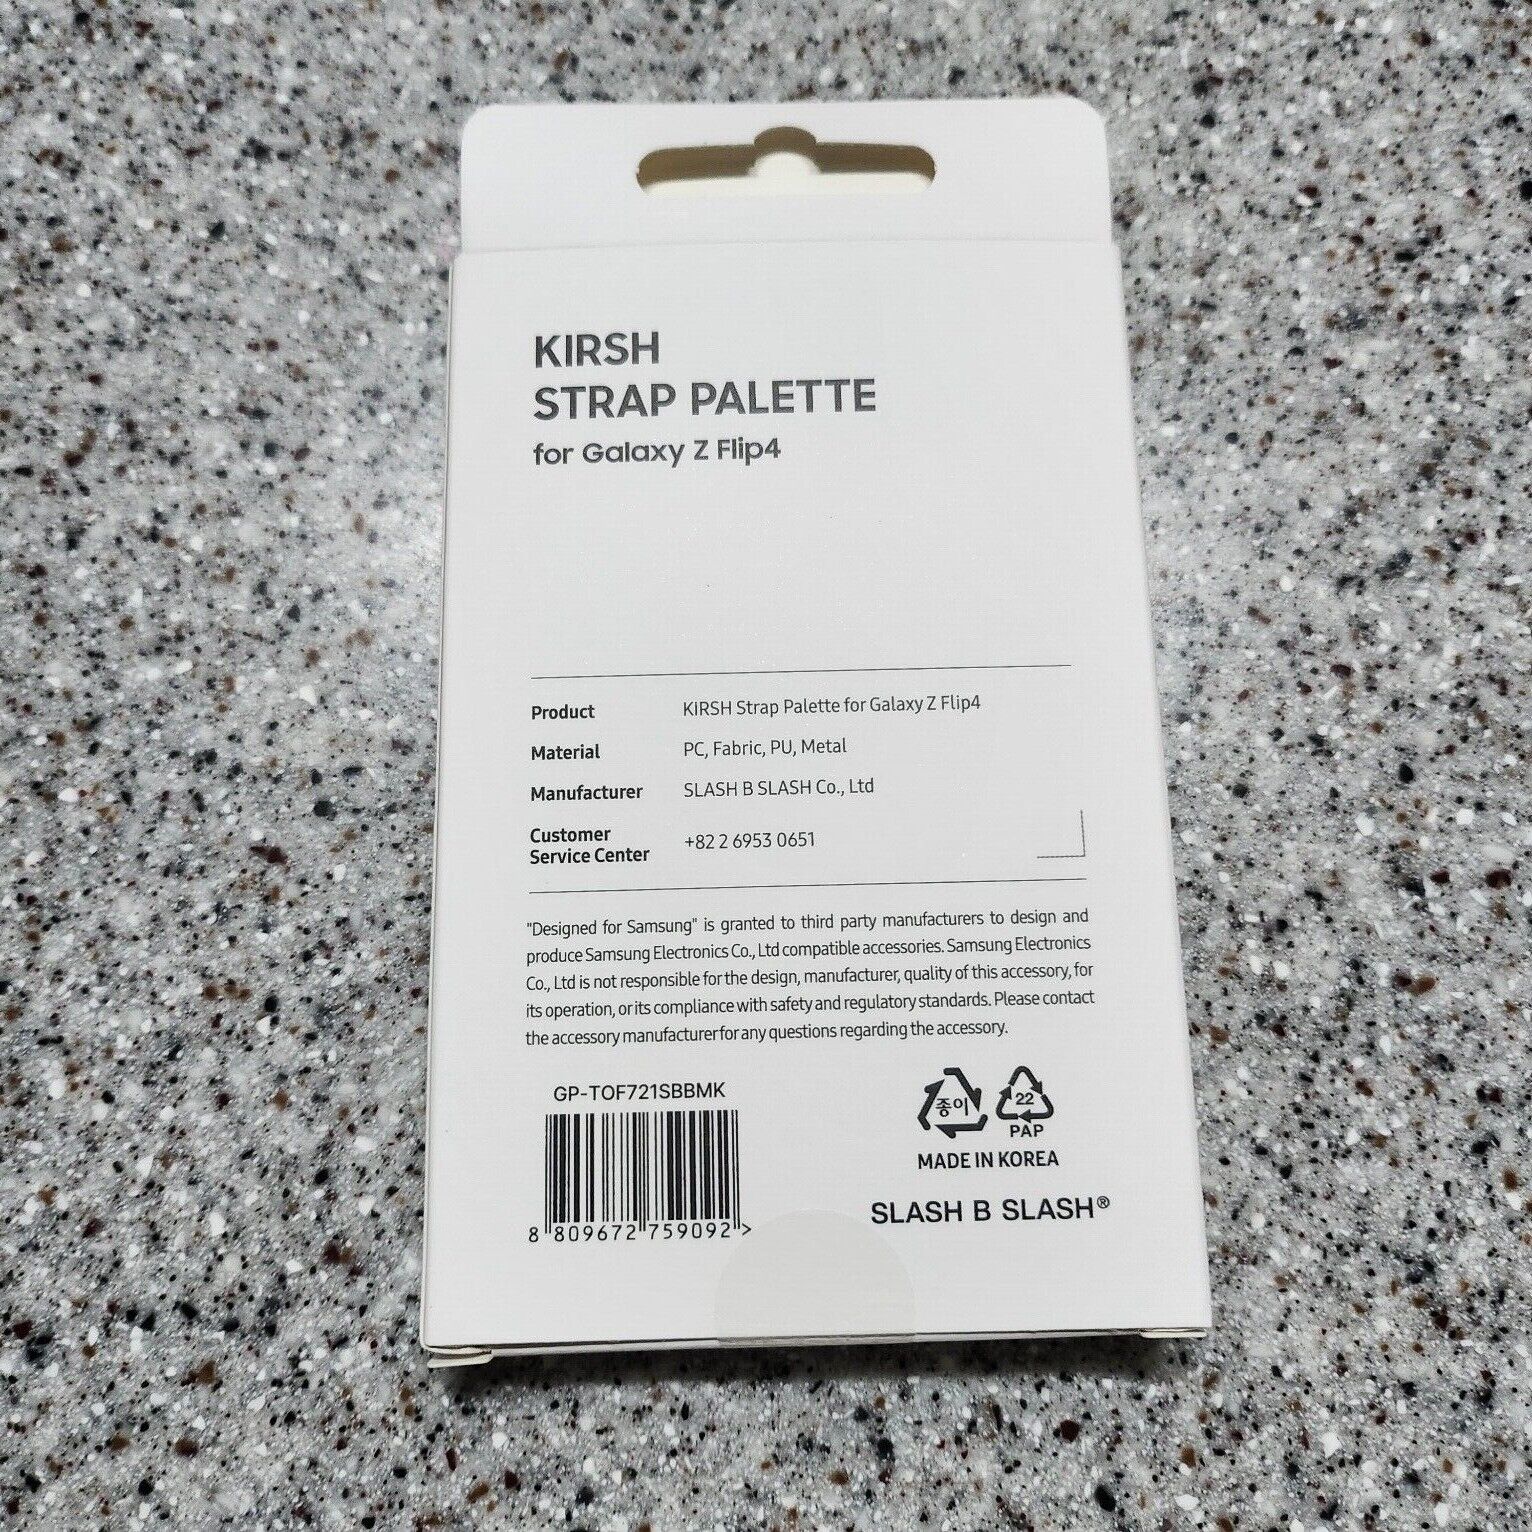 KIRSH
STRAP PALETTE
for Galaxy Z Flip4
Product KIRSH Strap Palette for Galaxy Z Flip4
Material PC, Fabric, PU, Metal
Manufacturer SLASH B SLASH Co., Ltd
Customer
Service Center +82 2 6953 0651
"Designed for Samsung" is granted to third party manufacturers to design and
produce Samsung Electronics Co., Ltd compatible accessories. Samsung Electronics
Co., Ltd is not responsible for the design, manufacturer, quality of this accessory, for
its operation, or its compliance with safety and regulatory standards. Please contact
the accessory manufacturer for any questions regarding the accessory.
GP-TOF721SBBMK
8 809672 759092 >
종이
22
PAP
MADE IN KOREA
SLASH B SLASH®